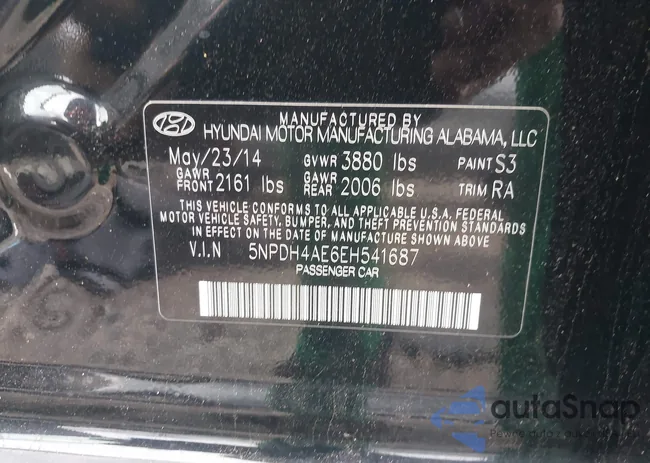 MANUFACTURED BY
HYUNDAI MOTOR MANUFACTURING ALABAMA, LLC
May/23/14 GVWR 3880 lbs PAINT S3
GAWR FRONT 2161 lbs GAWR REAR 2006 lbs TRIM RA
THIS VEHICLE CONFORMS TO ALL APPLICABLE U.S.A. FEDERAL
MOTOR VEHICLE SAFETY, BUMPER, AND THEFT PREVENTION STANDARDS
IN EFFECT ON THE DATE OF MANUFACTURE SHOWN ABOVE
V.I.N 5NPDH4AE6EH541687
PASSENGER CAR
autoSnap